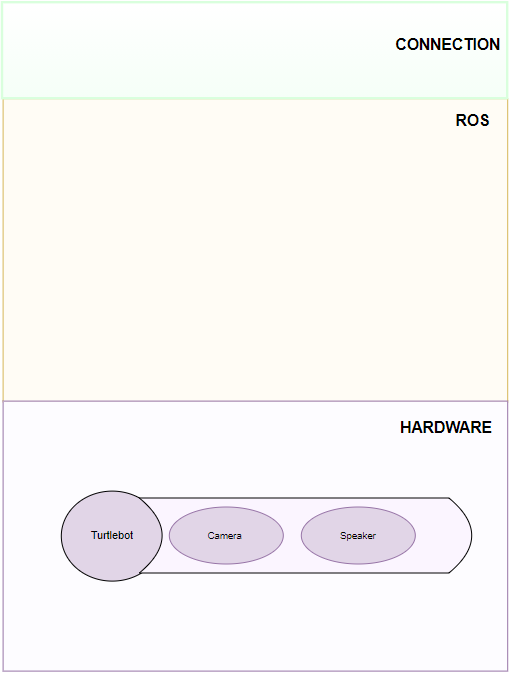 CONNECTION
ROS
HARDWARE
Turtlebot
Camera
Speaker